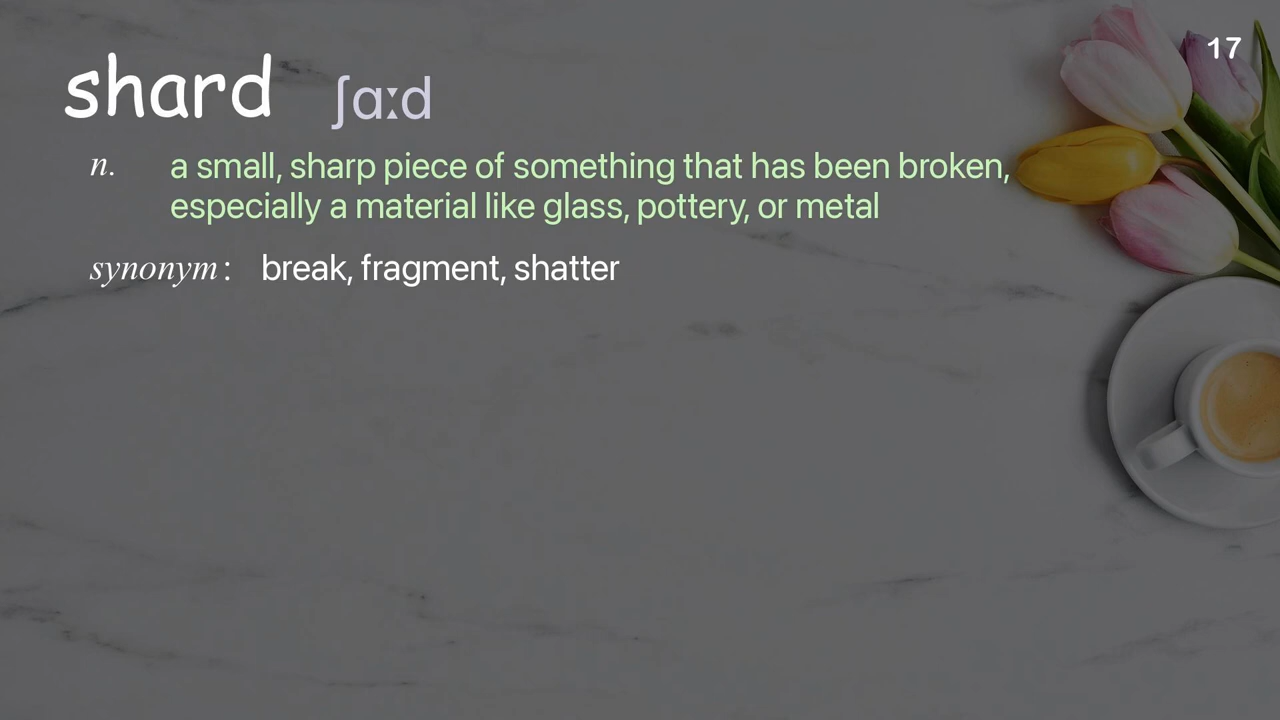 17
shard ʃɑːd
n. a small, sharp piece of something that has been broken,
especially a material like glass, pottery, or metal
synonym: break, fragment, shatter